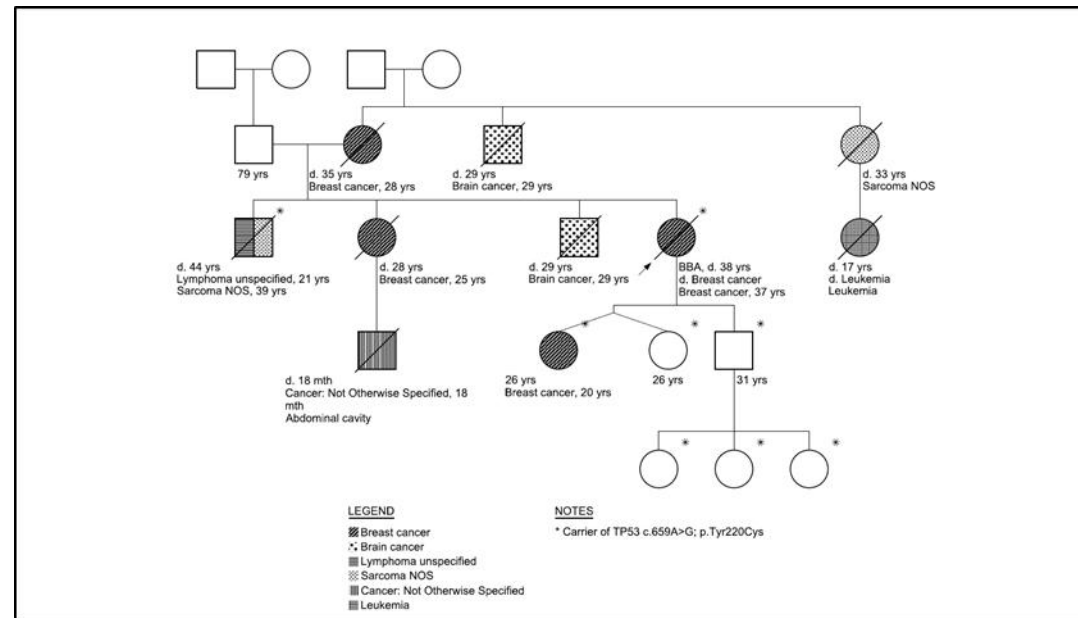 79 yrs
d. 35 yrs
Breast cancer, 28 yrs
d. 29 yrs
Brain cancer, 29 yrs
d. 33 yrs
Sarcoma NOS
*
*
d. 44 yrs
Lymphoma unspecified, 21 yrs
Sarcoma NOS, 39 yrs
d. 28 yrs
Breast cancer, 25 yrs
d. 29 yrs
Brain cancer, 29 yrs
BBA, d. 38 yrs
d. Breast cancer
Breast cancer, 37 yrs
d. 17 yrs
d. Leukemia
Leukemia
*
*
*
d. 18 mth
Cancer: Not Otherwise Specified, 18
mth
Abdominal cavity
26 yrs
Breast cancer, 20 yrs
26 yrs
31 yrs
*
*
*
LEGEND
Breast cancer
Brain cancer
Lymphoma unspecified
Sarcoma NOS
Cancer: Not Otherwise Specified
Leukemia
NOTES
* Carrier of TP53 c.659A>G; p.Tyr220Cys